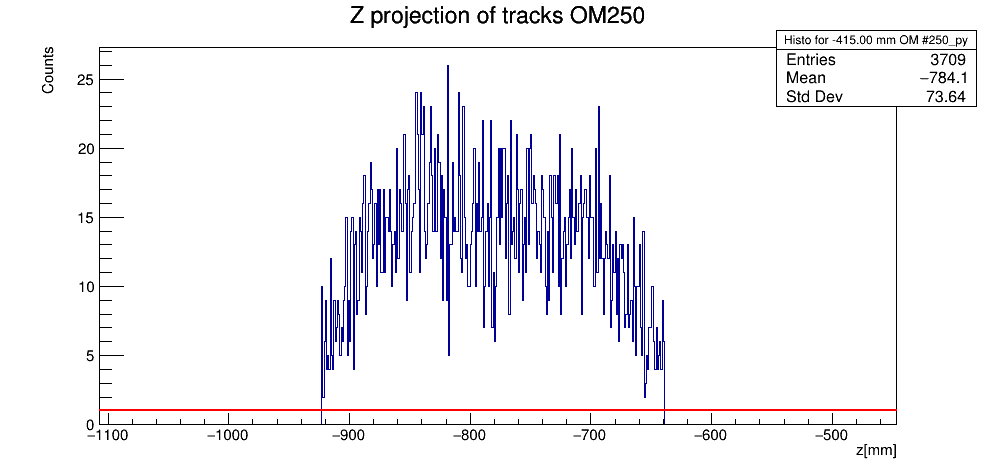 Z projection of tracks OM250
Histo for -415.00 mm OM #250_py
Entries 3709
Mean −784.1
Std Dev 73.64
Counts
25
20
15
10
5
0
−1100 −1000 −900 −800 −700 −600 −500
z[mm]